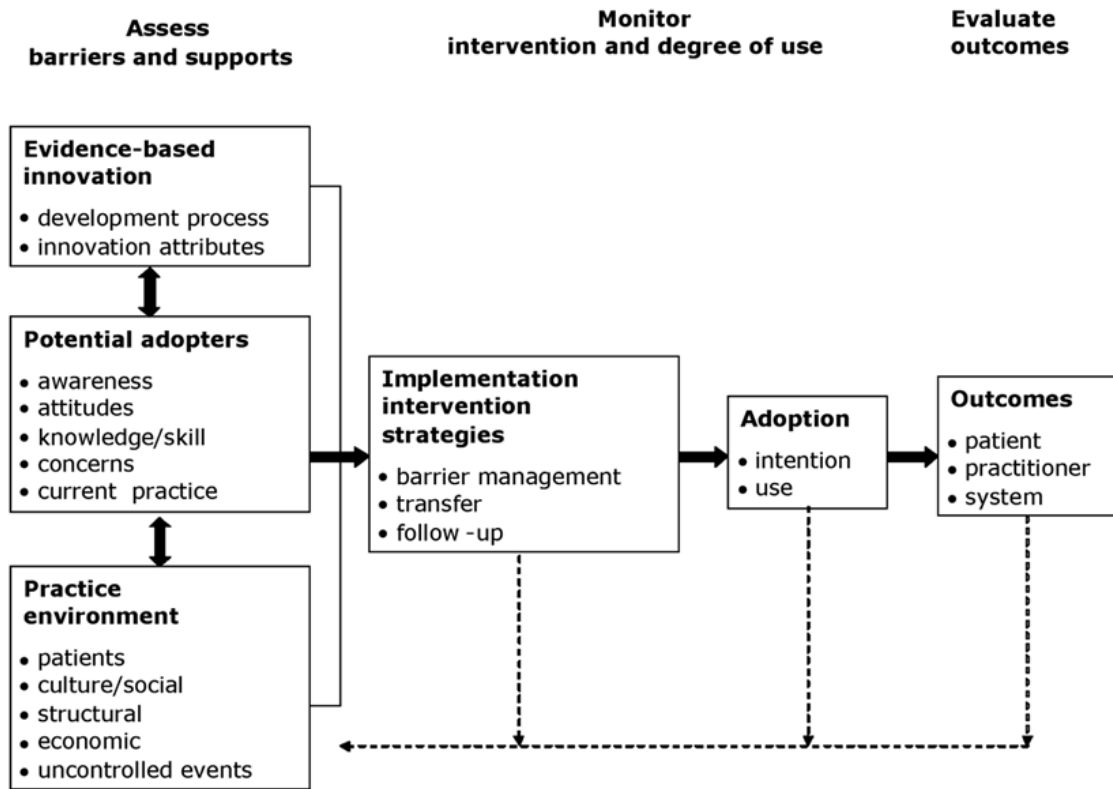 Assess
barriers and supports
Monitor
intervention and degree of use
Evaluate
outcomes
Evidence-based
innovation
• development process
• innovation attributes
Potential adopters
• awareness
• attitudes
• knowledge/skill
• concerns
• current practice
Practice
environment
• patients
• culture/social
• structural
• economic
• uncontrolled events
Implementation
intervention
strategies
• barrier management
• transfer
• follow -up
Adoption
• intention
• use
Outcomes
• patient
• practitioner
• system